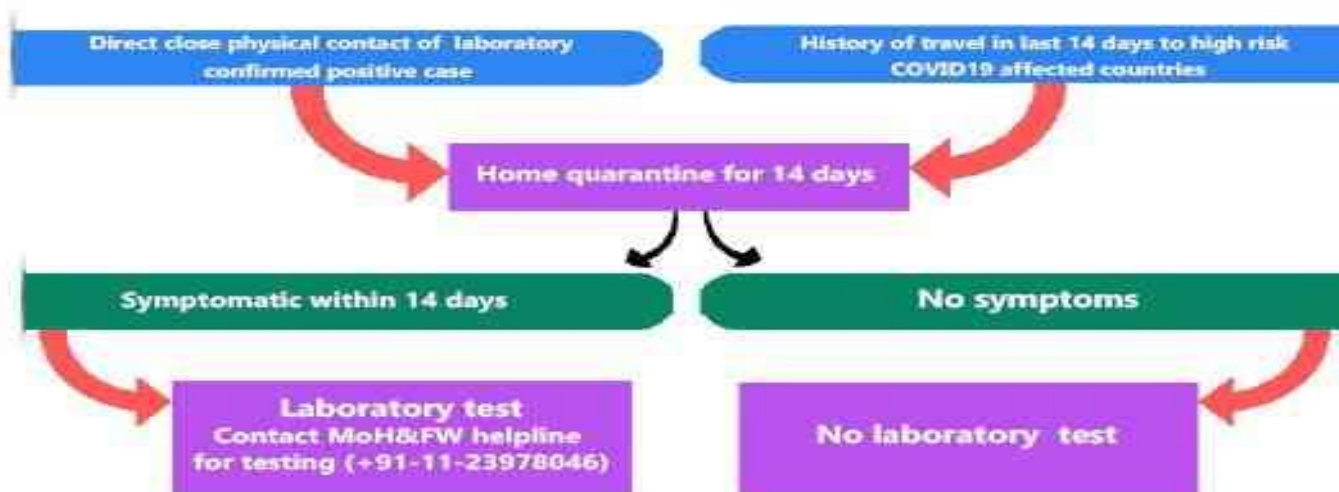 Direct close physical contact of laboratory
confirmed positive case
History of travel in last 14 days to high risk
COVID19 affected countries
Home quarantine for 14 days
Symptomatic within 14 days
No symptoms
Laboratory test
Contact MoH&FW helpline
for testing (+91-11-23978046)
No laboratory test